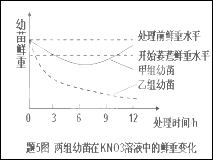 幼苗鲜重
处理前鲜重水平
开始萎蔫鲜重水平
甲组幼苗
乙组幼苗
0 3 6 9 12
处理时间/h
题5图 两组幼苗在KNO3溶液中的鲜重变化